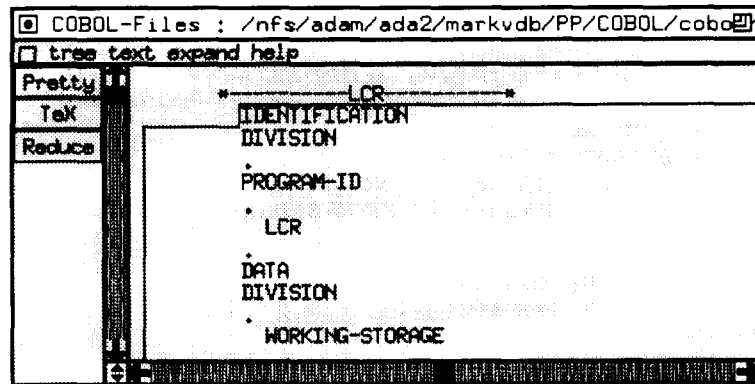 COBOL-Files : /nfs/adam/ada2/markvdb/PP/COBOL/cobo
tree text expand help
Pretty
TeX
Reduce
*----------LCR----------*
IDENTIFICATION
DIVISION
.
PROGRAM-ID
.
LCR
.
DATA
DIVISION
.
WORKING-STORAGE